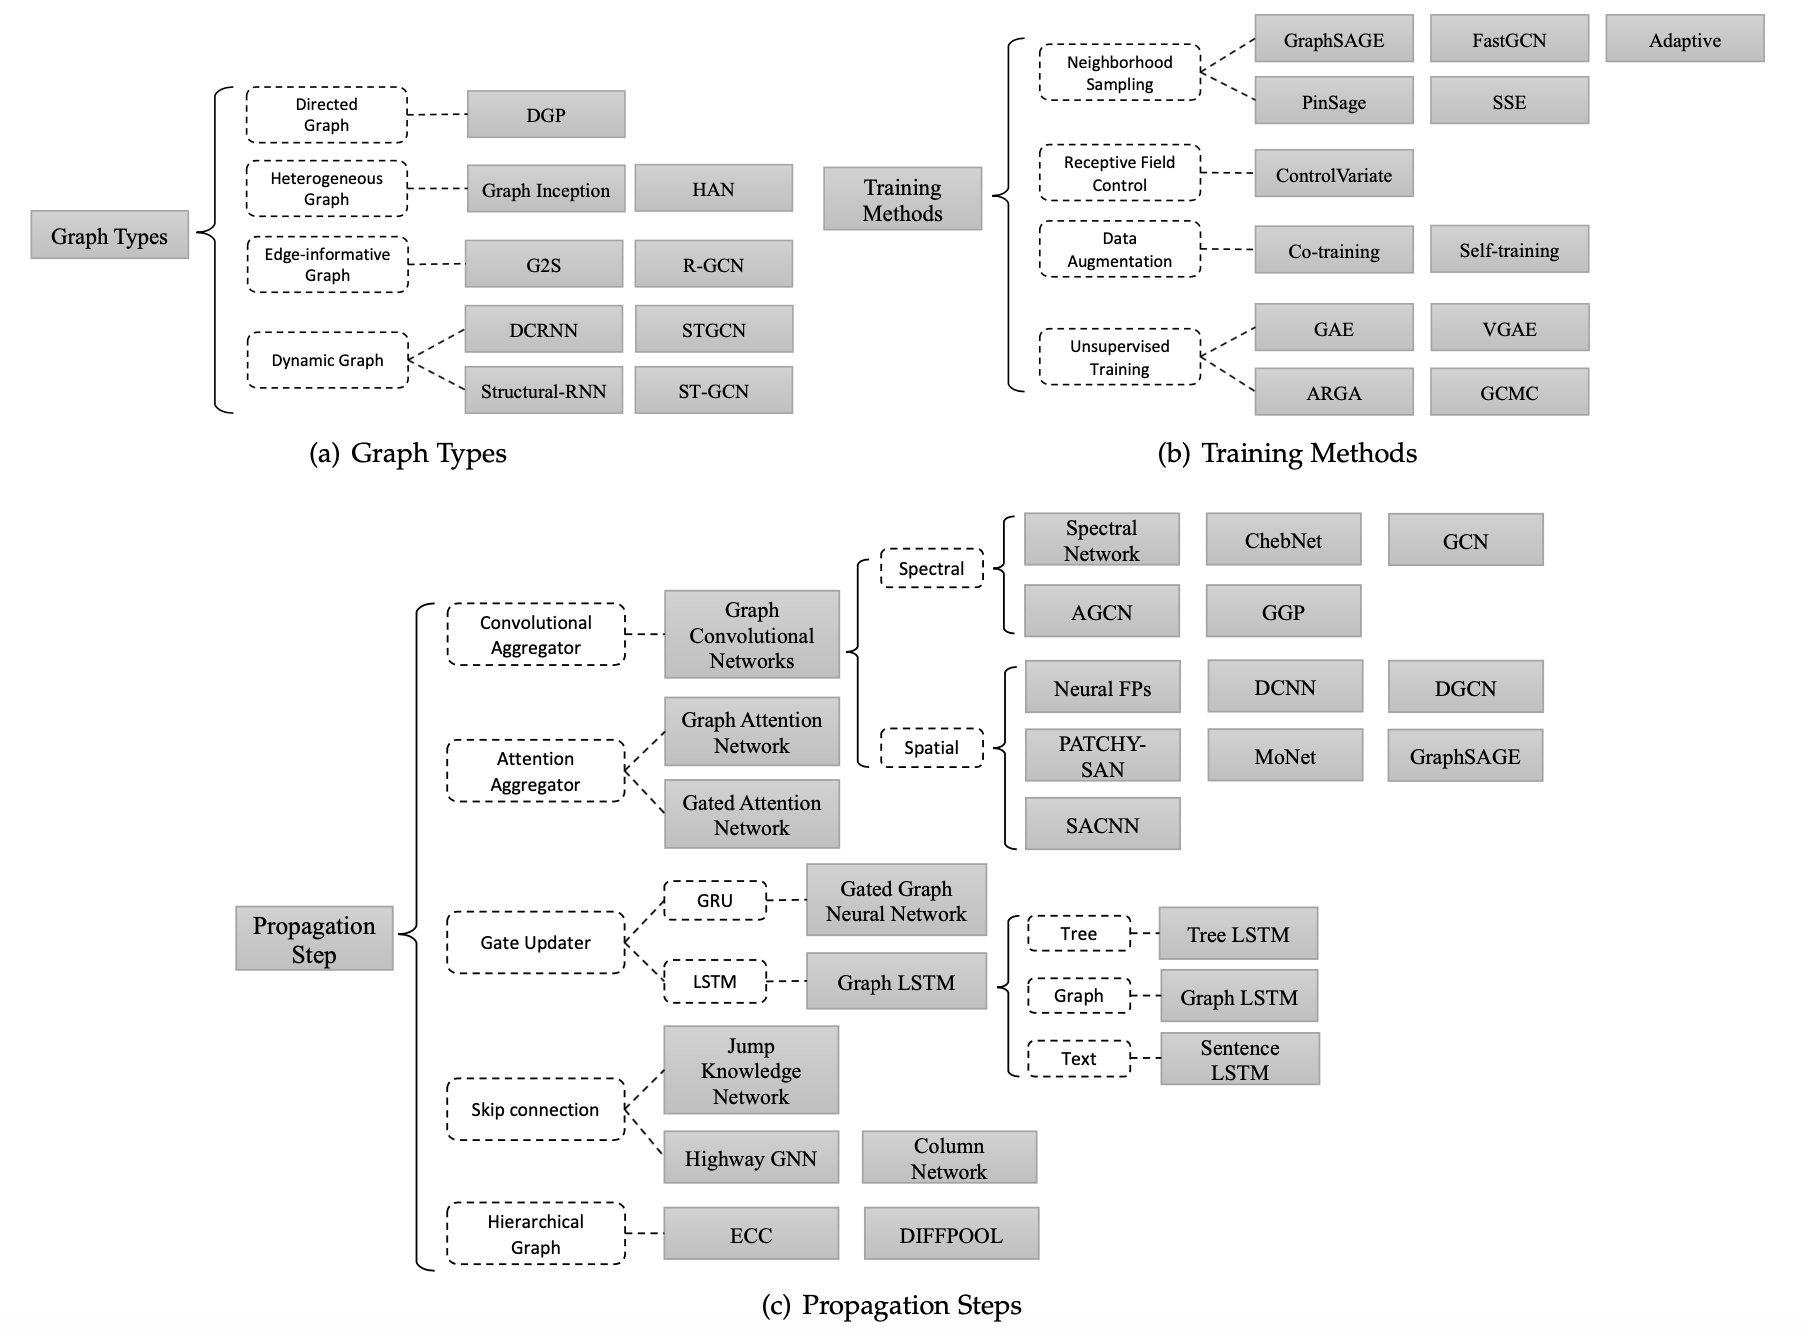 Graph Types
Directed
Graph
DGP
Heterogeneous
Graph
Graph Inception
HAN
Edge-informative
Graph
G2S
R-GCN
Dynamic Graph
DCRNN
STGCN
Structural-RNN
ST-GCN
(a) Graph Types
Training
Methods
Neighborhood
Sampling
GraphSAGE
FastGCN
Adaptive
PinSage
SSE
Receptive Field
Control
ControlVariate
Data
Augmentation
Co-training
Self-training
Unsupervised
Training
GAE
VGAE
ARGA
GCMC
(b) Training Methods
Propagation
Step
Convolutional
Aggregator
Graph
Convolutional
Networks
Spectral
Spectral
Network
ChebNet
GCN
AGCN
GGP
Spatial
Neural FPs
DCNN
DGCN
PATCHY-
SAN
MoNet
GraphSAGE
SACNN
Attention
Aggregator
Graph Attention
Network
Gated Attention
Network
Gate Updater
GRU
Gated Graph
Neural Network
LSTM
Graph LSTM
Tree
Tree LSTM
Graph
Graph LSTM
Text
Sentence
LSTM
Skip connection
Jump
Knowledge
Network
Highway GNN
Column
Network
Hierarchical
Graph
ECC
DIFFPOOL
(c) Propagation Steps